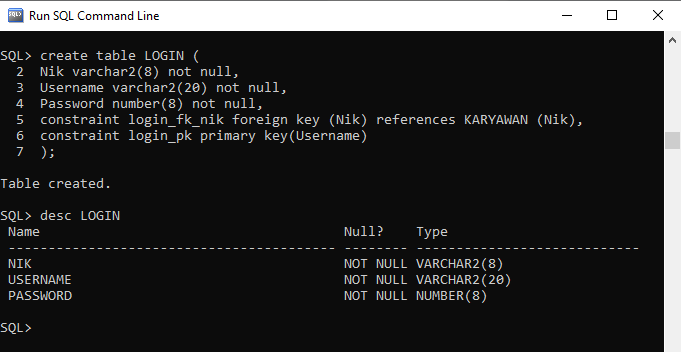 Run SQL Command Line
SQL> create table LOGIN (
  2  Nik varchar2(8) not null,
  3  Username varchar2(20) not null,
  4  Password number(8) not null,
  5  constraint login_fk_nik foreign key (Nik) references KARYAWAN (Nik),
  6  constraint login_pk primary key(Username)
  7  );
Table created.
SQL> desc LOGIN
 Name                                      Null?    Type
 ----------------------------------------- -------- ----------------------------
 NIK                                       NOT NULL VARCHAR2(8)
 USERNAME                                  NOT NULL VARCHAR2(20)
 PASSWORD                                  NOT NULL NUMBER(8)
SQL>